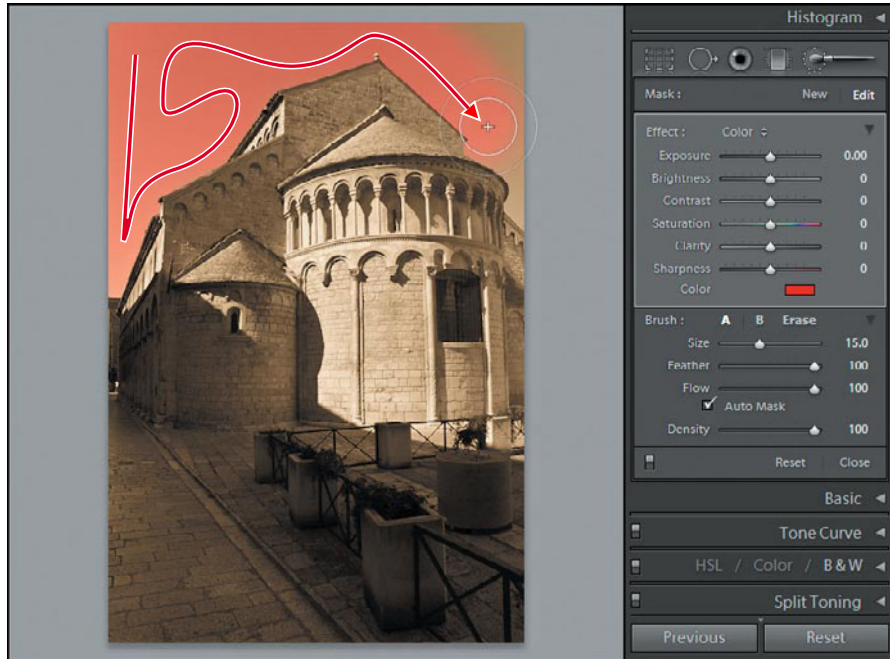 Histogram
Mask : New Edit
Effect : Color
Exposure 0.00
Brightness 0
Contrast 0
Saturation 0
Clarity 0
Sharpness 0
Color
Brush : A B Erase
Size 15.0
Feather 100
Flow 100
Auto Mask
Density 100
Reset Close
Basic
Tone Curve
HSL / Color / B & W
Split Toning
Previous Reset